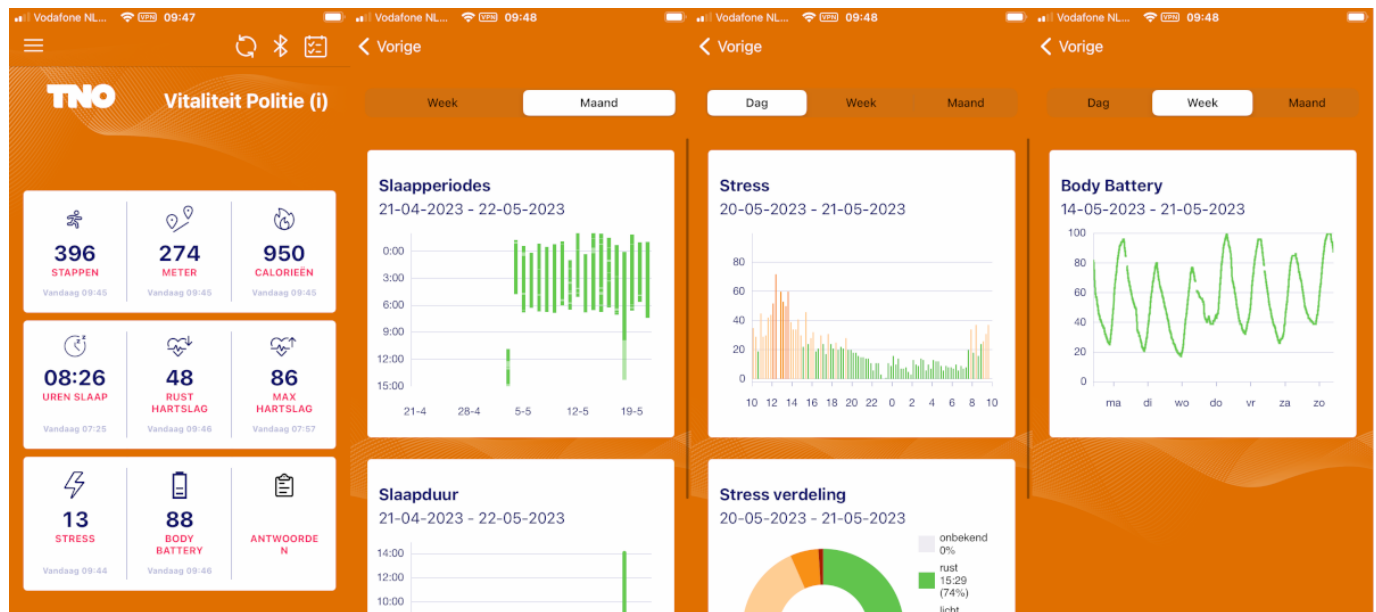 Vodafone NL... VPN 09:47
TNO
Vitaliteit Politie (i)
396
STAPPEN
Vandaag 09:45
274
METER
Vandaag 09:45
950
CALORIEËN
Vandaag 09:45
08:26
UREN SLAAP
Vandaag 07:25
48
RUST
HARTSLAG
Vandaag 09:46
86
MAX
HARTSLAG
Vandaag 07:57
13
STRESS
Vandaag 09:44
88
BODY
BATTERY
Vandaag 09:46
ANTWOORDE
N
Vodafone NL... VPN 09:48
Vorige
Week Maand
Slaapperiodes
21-04-2023 - 22-05-2023
0:00
3:00
6:00
9:00
12:00
15:00
21-4 28-4 5-5 12-5 19-5
Slaapduur
21-04-2023 - 22-05-2023
14:00
12:00
10:00
Vodafone NL... VPN 09:48
Vorige
Dag Week Maand
Stress
20-05-2023 - 21-05-2023
80
60
40
20
0
10 12 14 16 18 20 22 0 2 4 6 8 10
Stress verdeling
20-05-2023 - 21-05-2023
onbekend
0%
rust
15:29
(74%)
licht
Vodafone NL... VPN 09:48
Vorige
Dag Week Maand
Body Battery
14-05-2023 - 21-05-2023
100
80
60
40
20
0
ma di wo do vr za zo